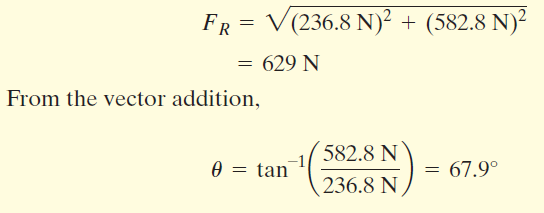 F_R = √(236.8 N)² + (582.8 N)²
= 629 N
From the vector addition,
θ = tan⁻¹(582.8 N / 236.8 N) = 67.9°